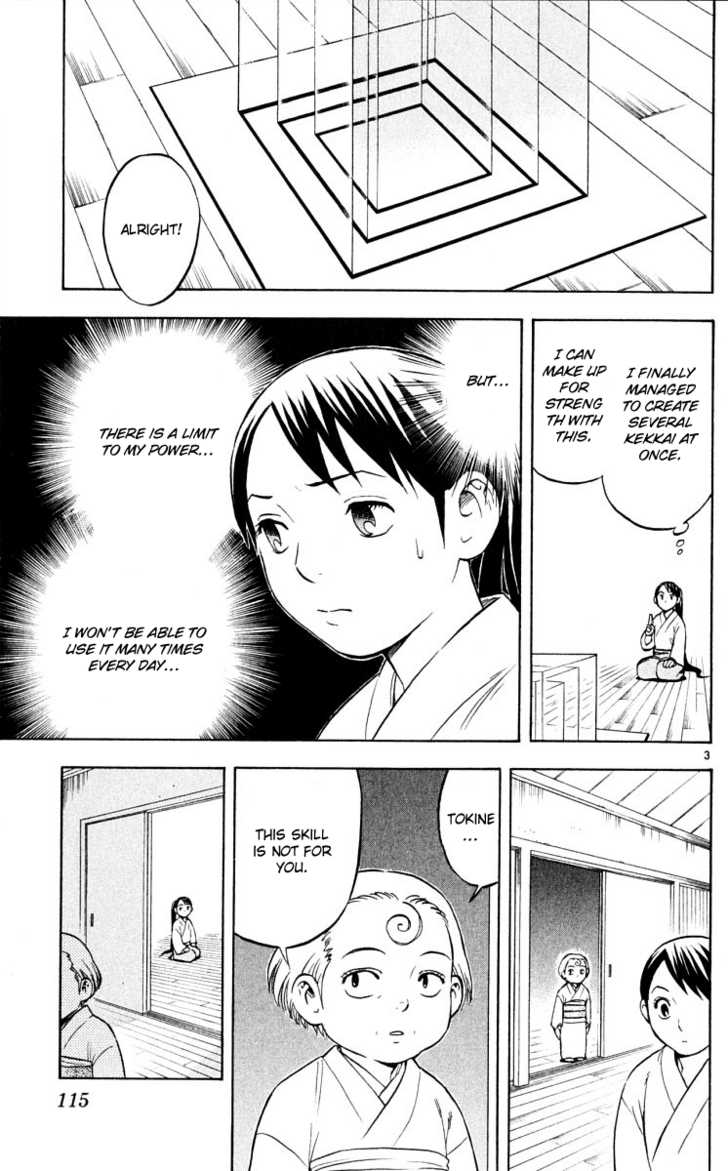 ALRIGHT!
I FINALLY
MANAGED
TO CREATE
SEVERAL
KEKKAI AT
ONCE.
I CAN
MAKE UP
FOR
STRENG
TH WITH
THIS.
BUT...
THERE IS A LIMIT
TO MY POWER...
I WON'T BE ABLE TO
USE IT MANY TIMES
EVERY DAY...
3
TOKINE
...
THIS SKILL
IS NOT FOR
YOU.
115